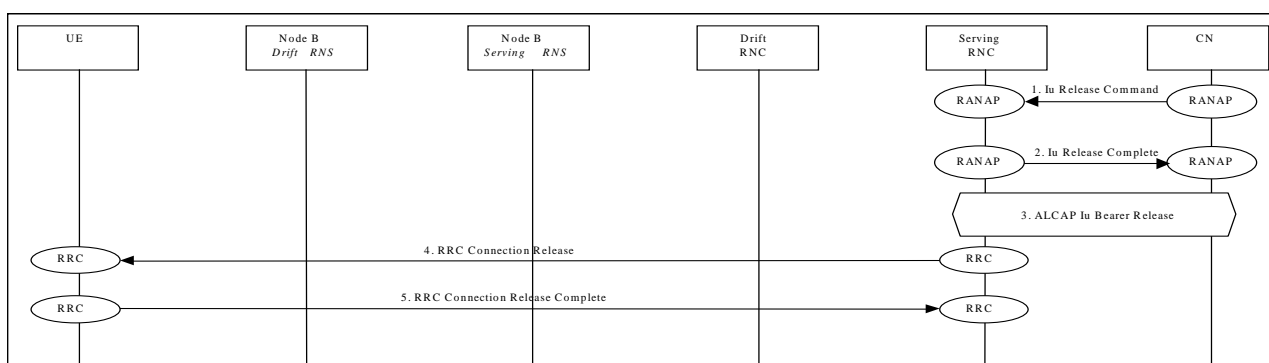 UE
Node B
Drift RNS
Node B
Serving RNS
Drift
RNC
Serving
RNC
CN
RANAP
1. Iu Release Command
RANAP
RANAP
2. Iu Release Complete
RANAP
3. ALCAP Iu Bearer Release
RRC
4. RRC Connection Release
RRC
RRC
5. RRC Connection Release Complete
RRC